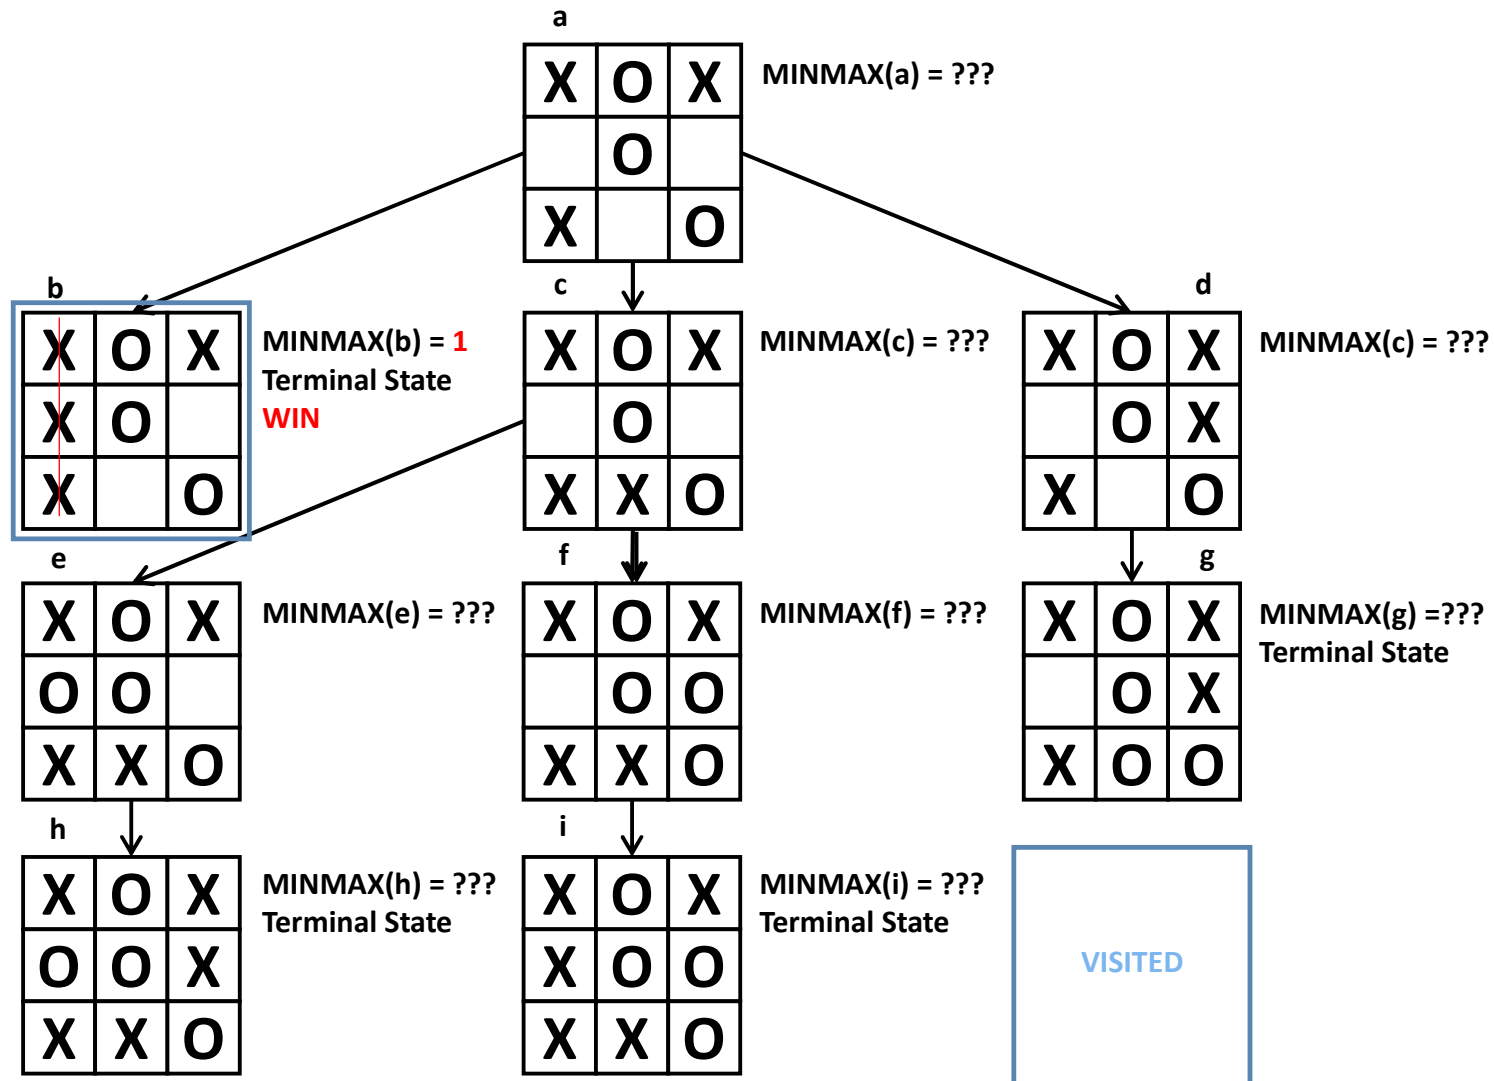 a
X O X
MINMAX(a) = ???
O
X O
b
X O X
X O
X O
MINMAX(b) = 1
Terminal State
WIN
c
X O X
O
X X O
MINMAX(c) = ???
d
X O X
O X
X O
MINMAX(c) = ???
e
X O X
O O
X X O
MINMAX(e) = ???
f
X O X
O O
X X O
MINMAX(f) = ???
g
X O X
O X
X O O
MINMAX(g) =???
Terminal State
h
X O X
O O X
X X O
MINMAX(h) = ???
Terminal State
i
X O X
X O O
X X O
MINMAX(i) = ???
Terminal State
VISITED